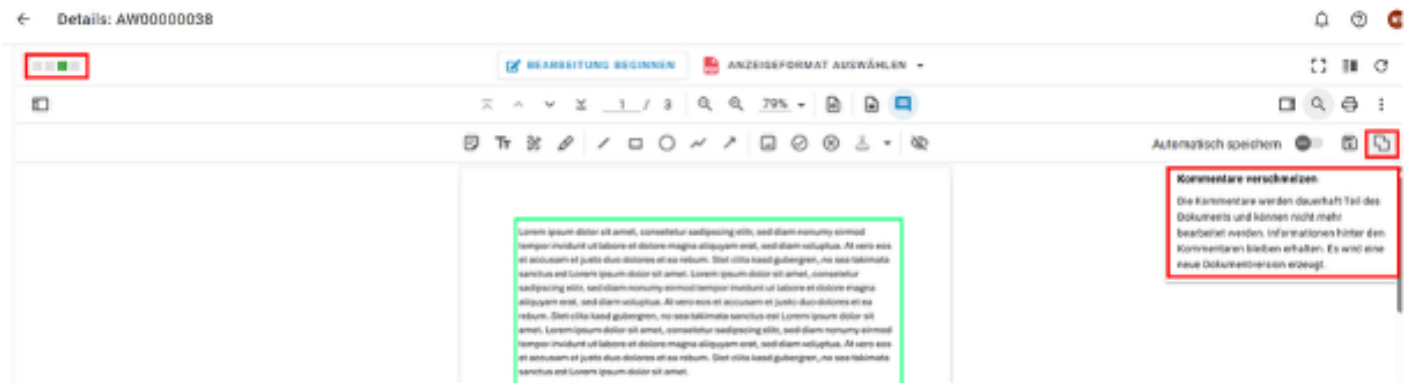 Details: AW00000038
BEARBEITUNG BEGINNEN
ANZEIGEFORMAT AUSWÄHLEN
1 / 3
79%
Tr
Automatisch speichern
Kommentare verschmelzen
Die Kommentare werden dauerhaft Teil des
Dokuments und können nicht mehr
bearbeitet werden. Informationen hinter den
Kommentaren bleiben erhalten. Es wird eine
neue Dokumentversion erzeugt.
Lorem ipsum dolor sit amet, consetetur sadipscing elitr, sed diam nonumy eirmod
tempor invidunt ut labore et dolore magna aliquyam erat, sed diam voluptua. At vero eos
et accusam et justo duo dolores et ea rebum. Stet clita kasd gubergren, no sea takimata
sanctus est Lorem ipsum dolor sit amet. Lorem ipsum dolor sit amet, consetetur
sadipscing elitr, sed diam nonumy eirmod tempor invidunt ut labore et dolore magna
aliquyam erat, sed diam voluptua. At vero eos et accusam et justo duo dolores et ea
rebum. Stet clita kasd gubergren, no sea takimata sanctus est Lorem ipsum dolor sit
amet. Lorem ipsum dolor sit amet, consetetur sadipscing elitr, sed diam nonumy eirmod
tempor invidunt ut labore et dolore magna aliquyam erat, sed diam voluptua. At vero eos
et accusam et justo duo dolores et ea rebum. Stet clita kasd gubergren, no sea takimata
sanctus est Lorem ipsum dolor sit amet.